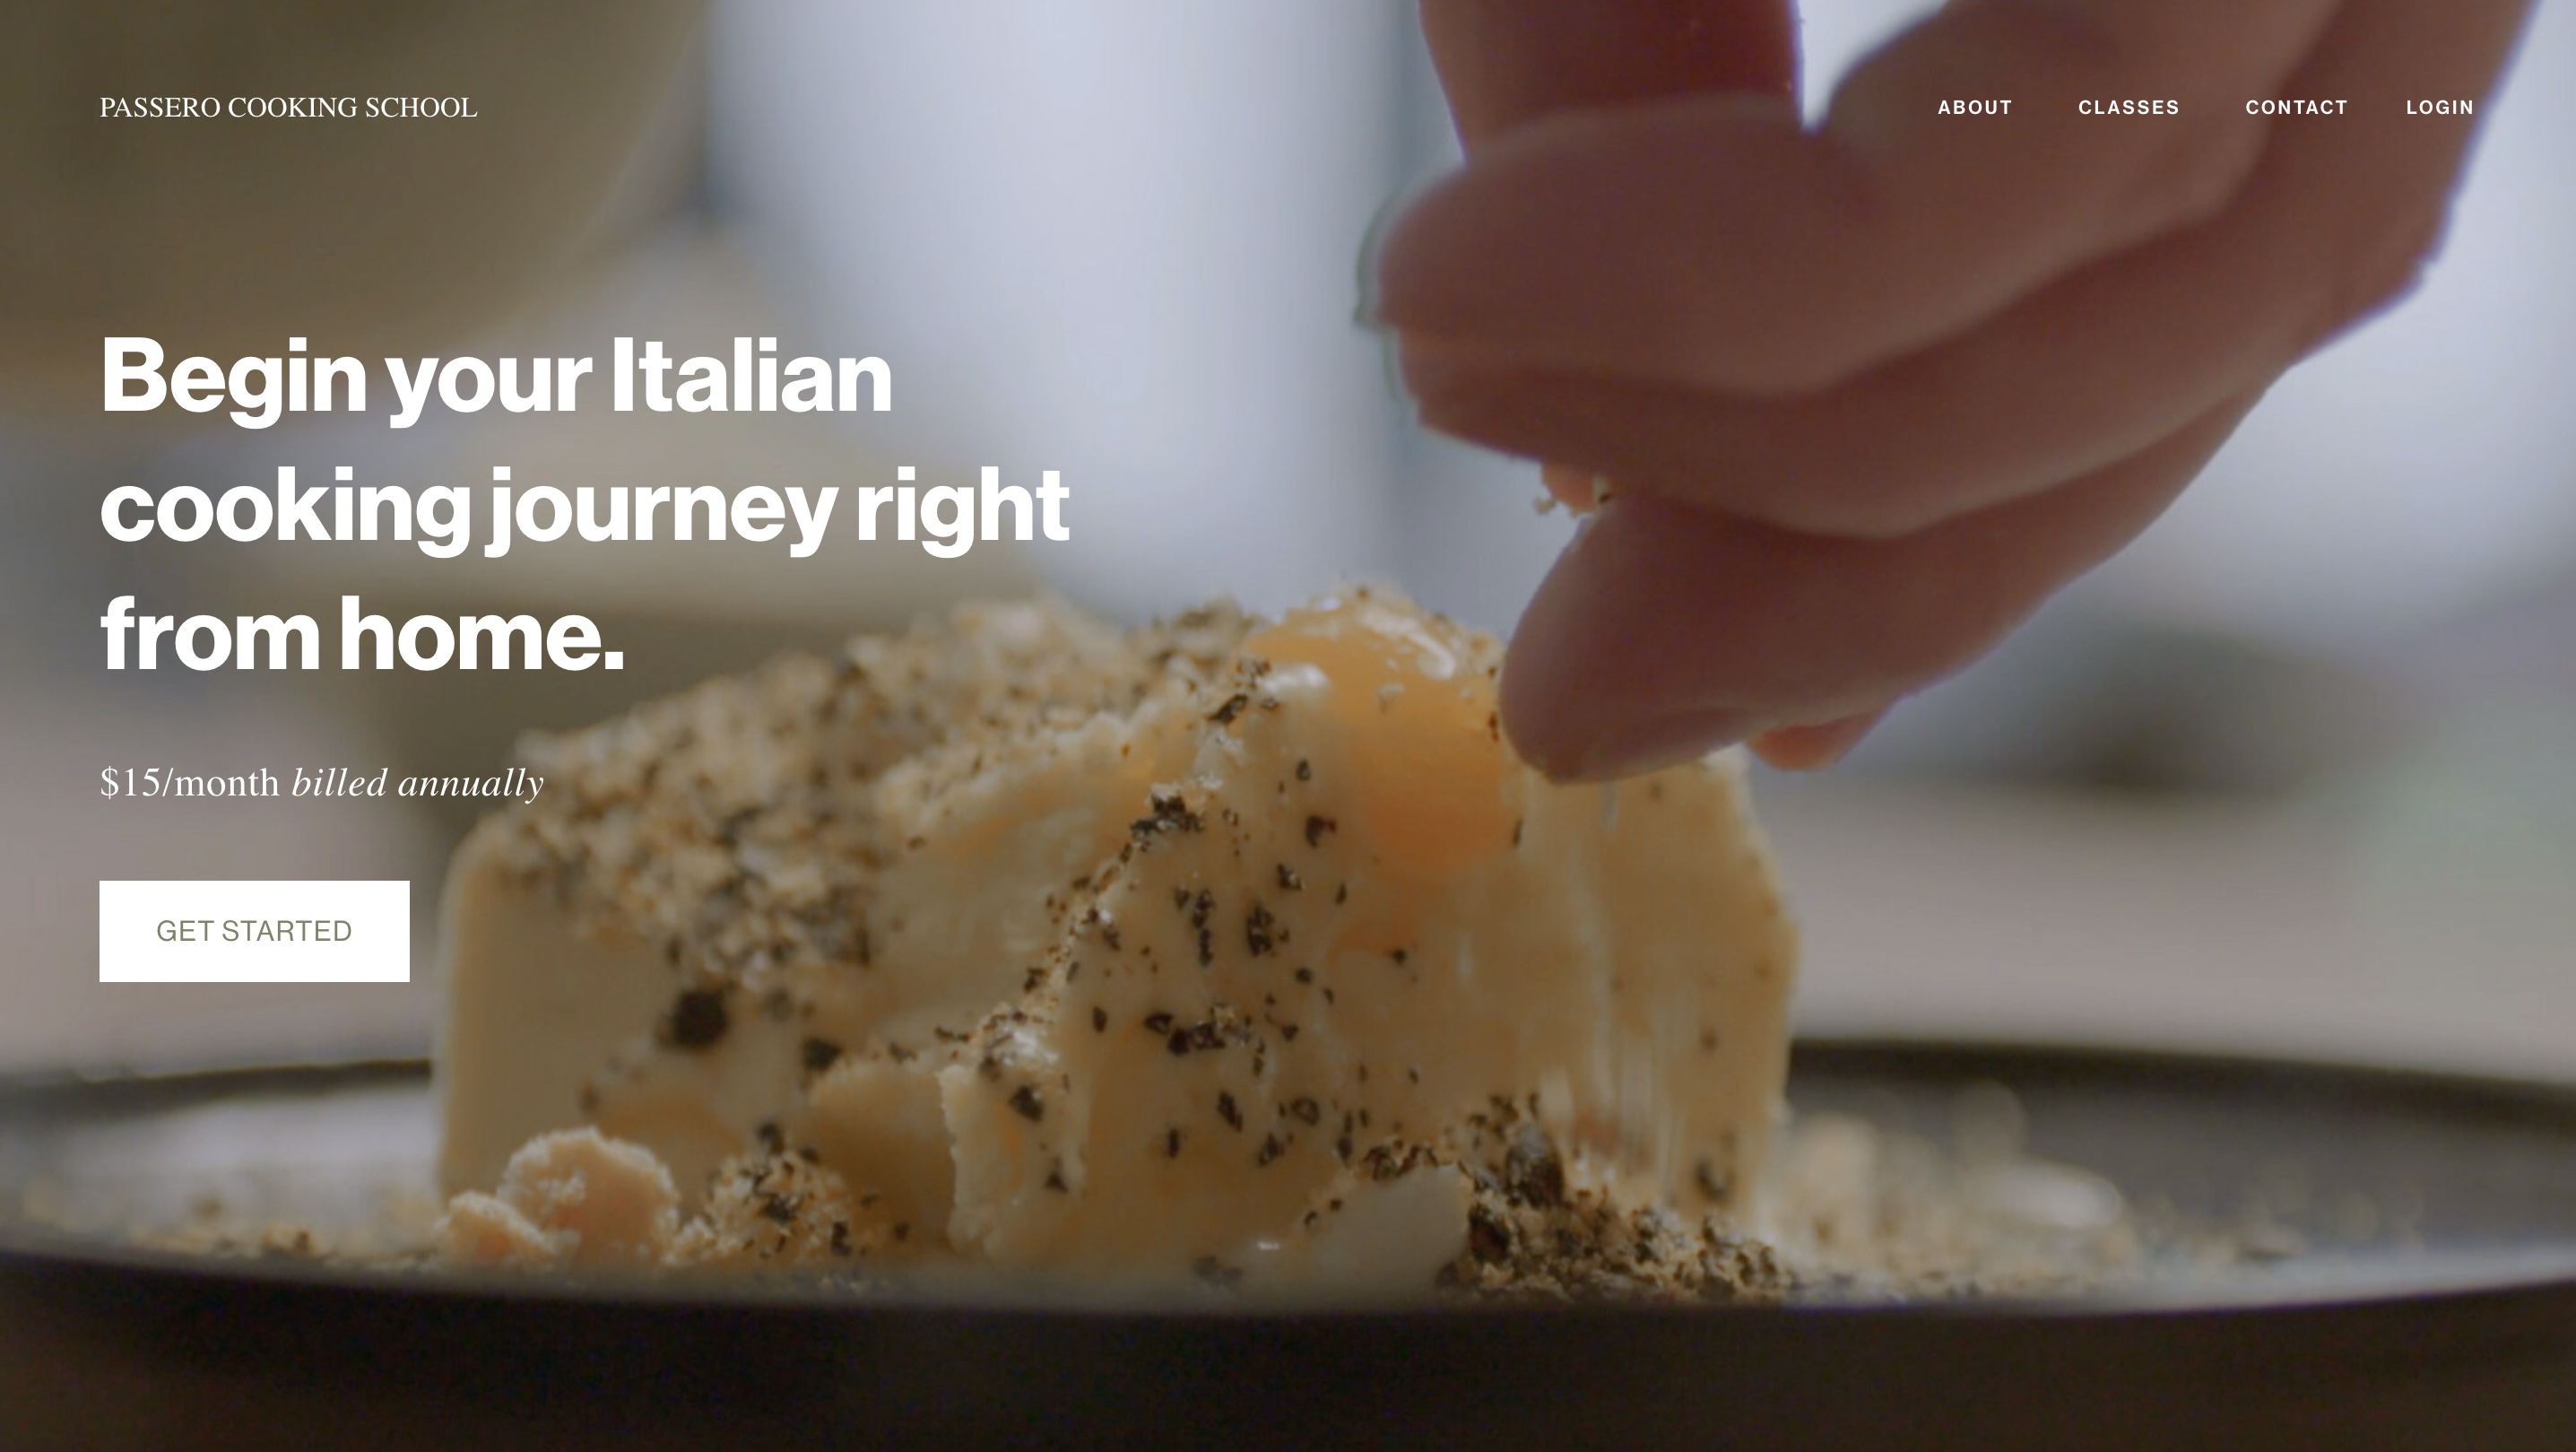 PASSERO COOKING SCHOOL
ABOUT CLASSES CONTACT LOGIN
Begin your Italian
cooking journey right
from home.
$15/month billed annually
GET STARTED